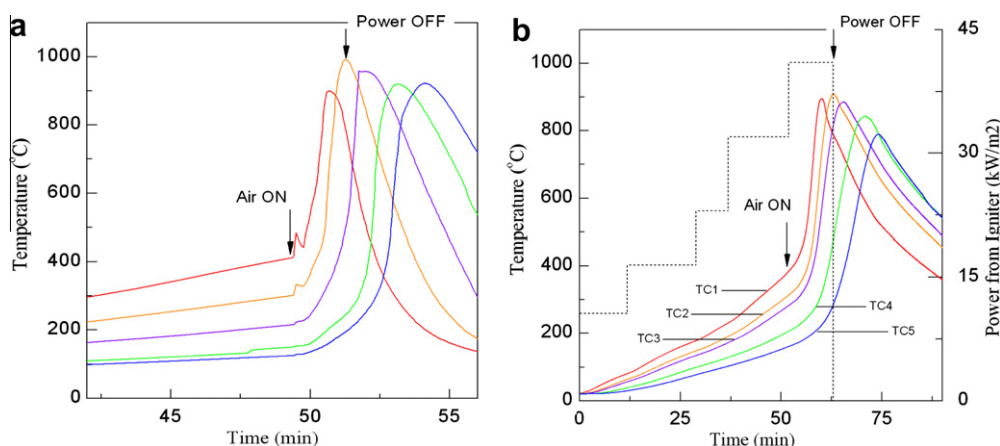 a
Power OFF
1000
800
600
400
200
0
Temperature (°C)
Air ON
45
50
55
Time (min)
b
Power OFF
1000
800
600
400
200
0
Temperature (°C)
Air ON
TC1
TC2
TC3
TC4
TC5
45
30
15
0
Power from Igniter (kW/m2)
0
25
50
75
Time (min)